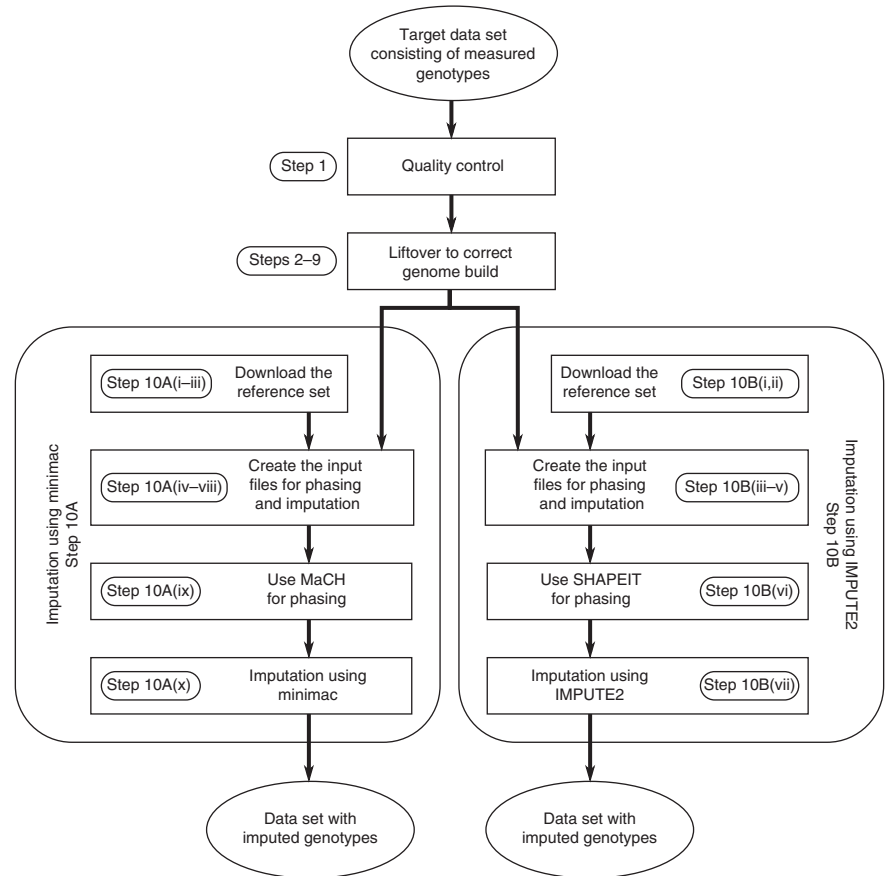 Target data set
consisting of measured
genotypes
Step 1
Quality control
Steps 2–9
Liftover to correct
genome build
Imputation using minimac
Step 10A
Step 10A(i–iii)
Download the
reference set
Step 10A(iv–viii)
Create the input
files for phasing
and imputation
Step 10A(ix)
Use MaCH
for phasing
Step 10A(x)
Imputation using
minimac
Data set with
imputed genotypes
Download the
reference set
Step 10B(i,ii)
Create the input
files for phasing
and imputation
Step 10B(iii–v)
Use SHAPEIT
for phasing
Step 10B(vi)
Imputation using
IMPUTE2
Step 10B(vii)
Imputation using IMPUTE2
Step 10B
Data set with
imputed genotypes